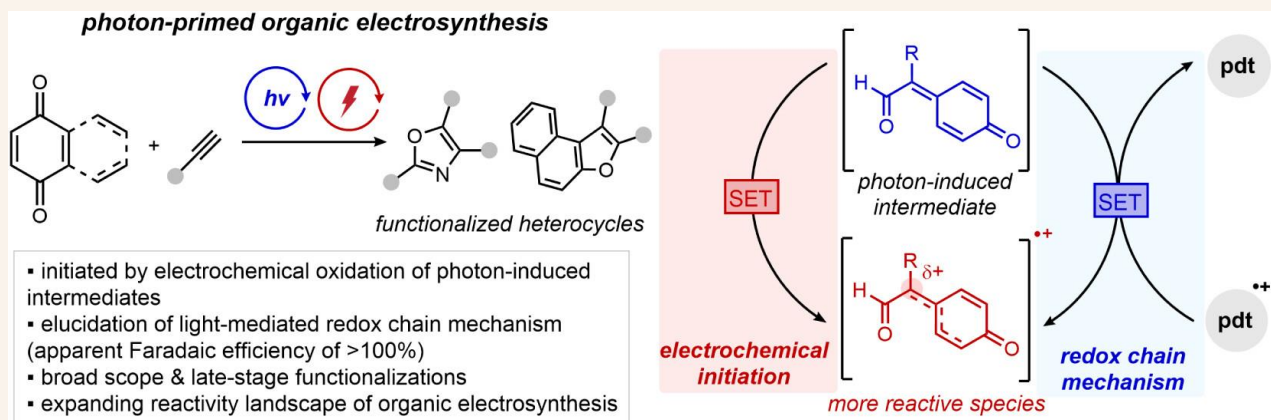 photon-primed organic electrosynthesis
O
O
+
hv
O
N
O
functionalized heterocycles
▪ initiated by electrochemical oxidation of photon-induced
intermediates
▪ elucidation of light-mediated redox chain mechanism
(apparent Faradaic efficiency of >100%)
▪ broad scope & late-stage functionalizations
▪ expanding reactivity landscape of organic electrosynthesis
R
H
O
O
photon-induced
intermediate
SET
SET
pdt
pdt
•+
•+
R
δ+
H
O
O
electrochemical
initiation
more reactive species
redox chain
mechanism